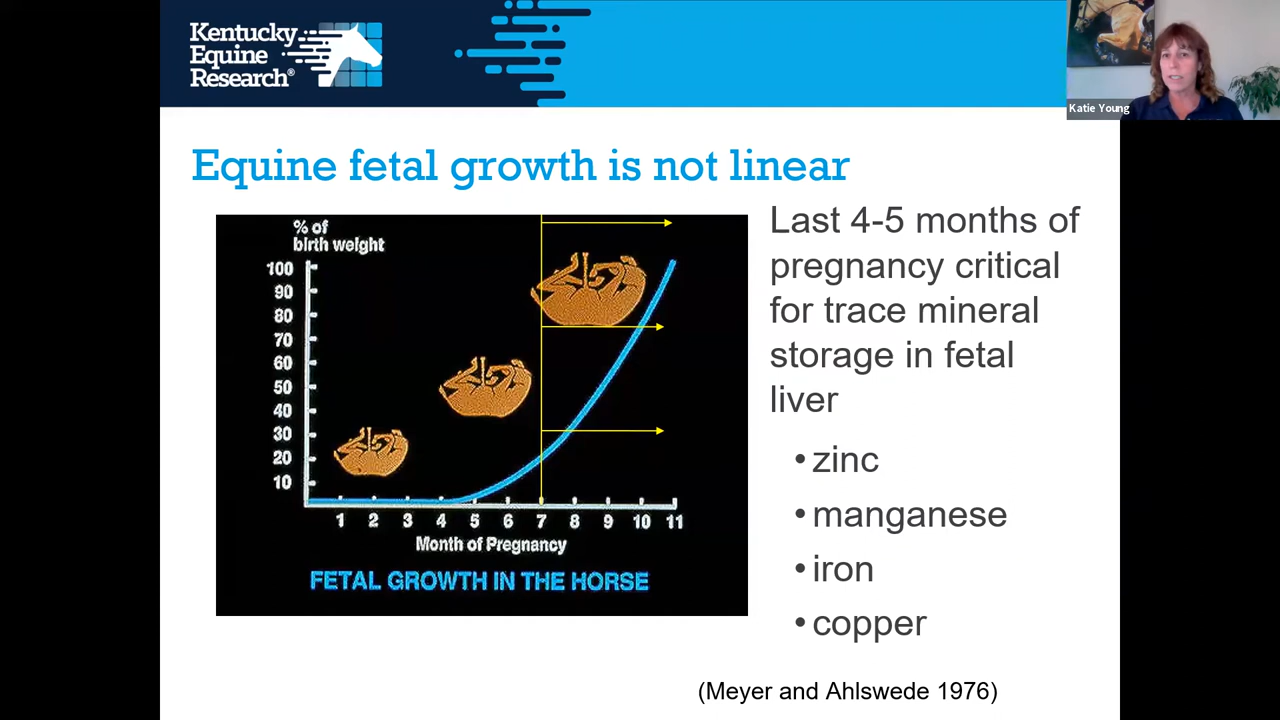 Kentucky
Equine
Research®
Katie Young
Equine fetal growth is not linear
% of
birth weight
100
90
80
70
60
50
40
30
20
10
1 2 3 4 5 6 7 8 9 10 11
Month of Pregnancy
FETAL GROWTH IN THE HORSE
Last 4-5 months of
pregnancy critical
for trace mineral
storage in fetal
liver
• zinc
• manganese
• iron
• copper
(Meyer and Ahlswede 1976)